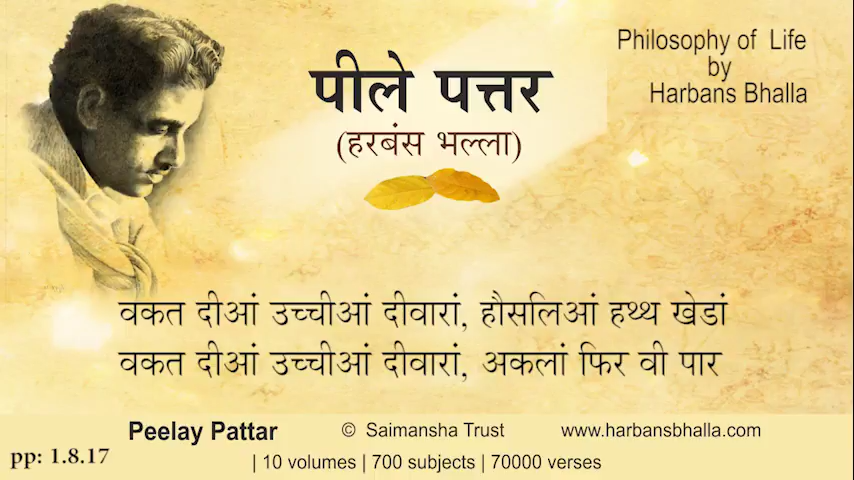 पीले पत्तर
(हरबंस भल्ला)
Philosophy of Life
by
Harbans Bhalla
वकत दीआं उच्चीआं दीवारां, हौसलिआं हथ्थ खेडां
वकत दीआं उच्चीआं दीवारां, अकलां फिर वी पार
Peelay Pattar © Saimansha Trust www.harbansbhalla.com
pp: 1.8.17 | 10 volumes | 700 subjects | 70000 verses